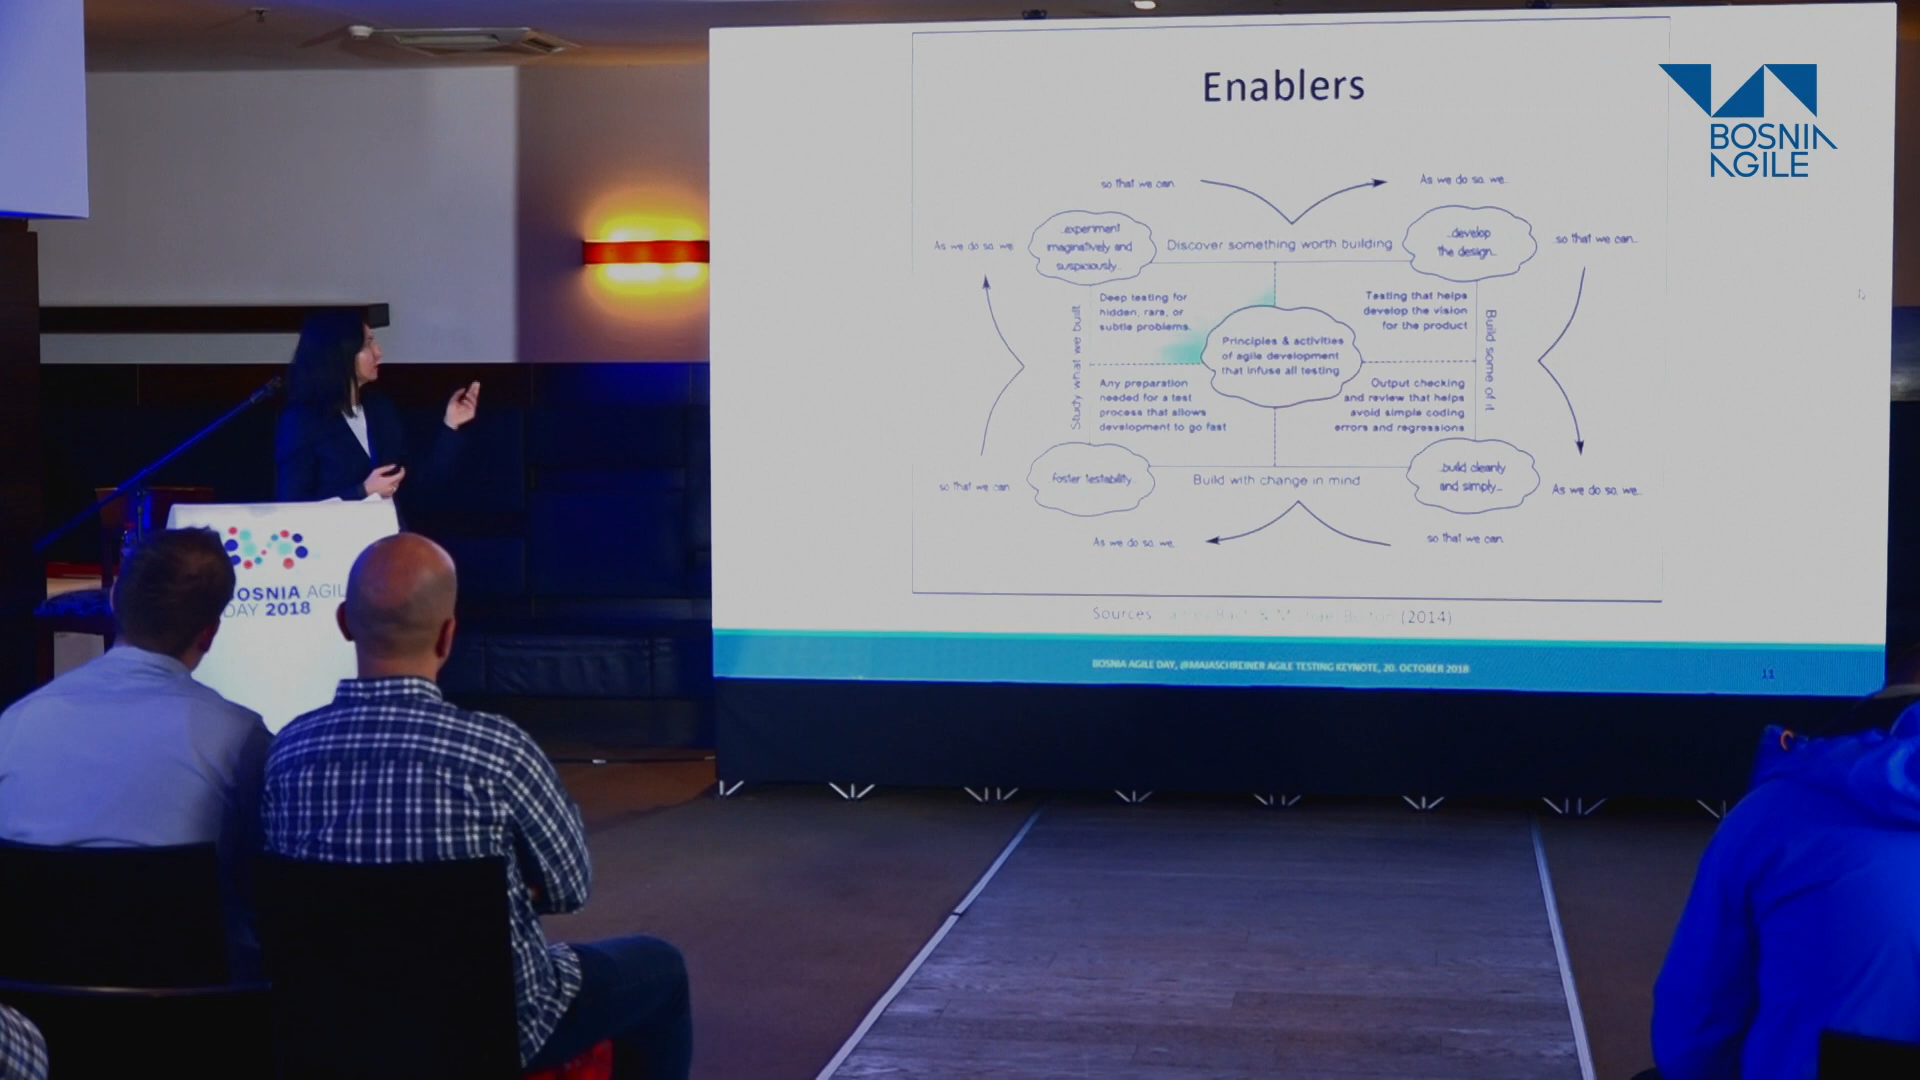 Enablers
BOSNIA
AGILE
so that we can
As we do so, we...
As we do so, we
...experiment
imaginatively and
suspiciously...
Discover something worth building
...develop
the design...
...so that we can...
Deep testing for
hidden, rare, or
subtle problems.
Testing that helps
develop the vision
for the product
Study what we built
Principles & activities
of agile development
that infuse all testing
Build some of it
Any preparation
needed for a test
process that allows
development to go fast
Output checking
and review that helps
avoid simple coding
errors and regressions
so that we can
foster testability
Build with change in mind
...build cleanly
and simply...
As we do so, we...
As we do so, we
so that we can
Sources (2014)
BOSNIA AGILE DAY, @MAJASCHREINER AGILE TESTING KEYNOTE, 20. OCTOBER 2018
11
OSNIA AGIL
DAY 2018